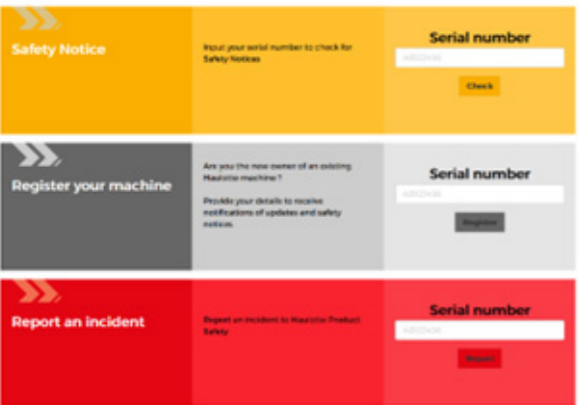 Safety Notice
Input your serial number to check for
Safety Notices
Serial number
Check
Register your machine
Are you the new owner of an existing
Haulotte machine ?
Provide your details to receive
notifications of updates and safety
notices.
Serial number
Register
Report an incident
Report an incident to Haulotte Product
Safety
Serial number
Report